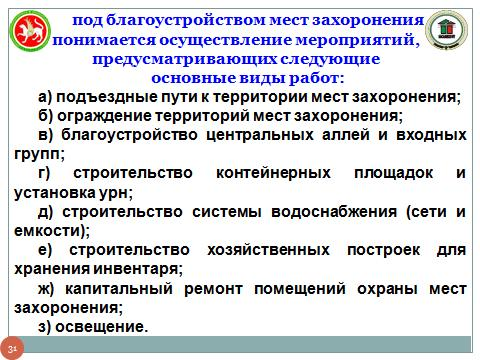 под благоустройством мест захоронения
понимается осуществление мероприятий,
предусматривающих следующие
основные виды работ:
а) подъездные пути к территории мест захоронения;
б) ограждение территорий мест захоронения;
в) благоустройство центральных аллей и входных
групп;
г) строительство контейнерных площадок и
установка урн;
д) строительство системы водоснабжения (сети и
емкости);
е) строительство хозяйственных построек для
хранения инвентаря;
ж) капитальный ремонт помещений охраны мест
захоронения;
з) освещение.
31